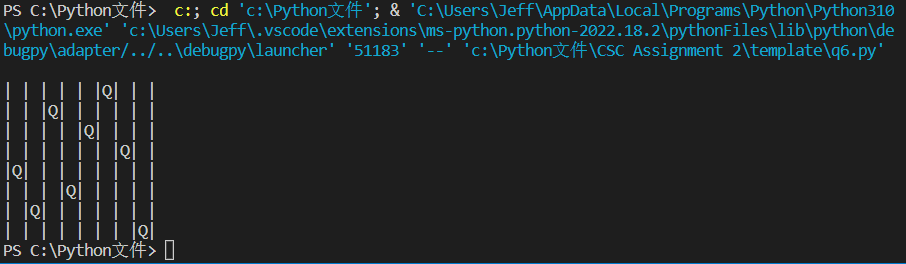 PS C:\Python文件>  c:; cd 'c:\Python文件'; & 'C:\Users\Jeff\AppData\Local\Programs\Python\Python310
\python.exe' 'c:\Users\Jeff\.vscode\extensions\ms-python.python-2022.18.2\pythonFiles\lib\python\de
bugpy\adapter/../..\debugpy\launcher' '51183' '--' 'c:\Python文件\CSC Assignment 2\template\q6.py'
| | | | | |Q| | |
| | |Q| | | | | |
| | | | |Q| | | |
| | | | | | |Q| |
|Q| | | | | | | |
| | | |Q| | | | |
| |Q| | | | | | |
| | | | | | | |Q|
PS C:\Python文件>